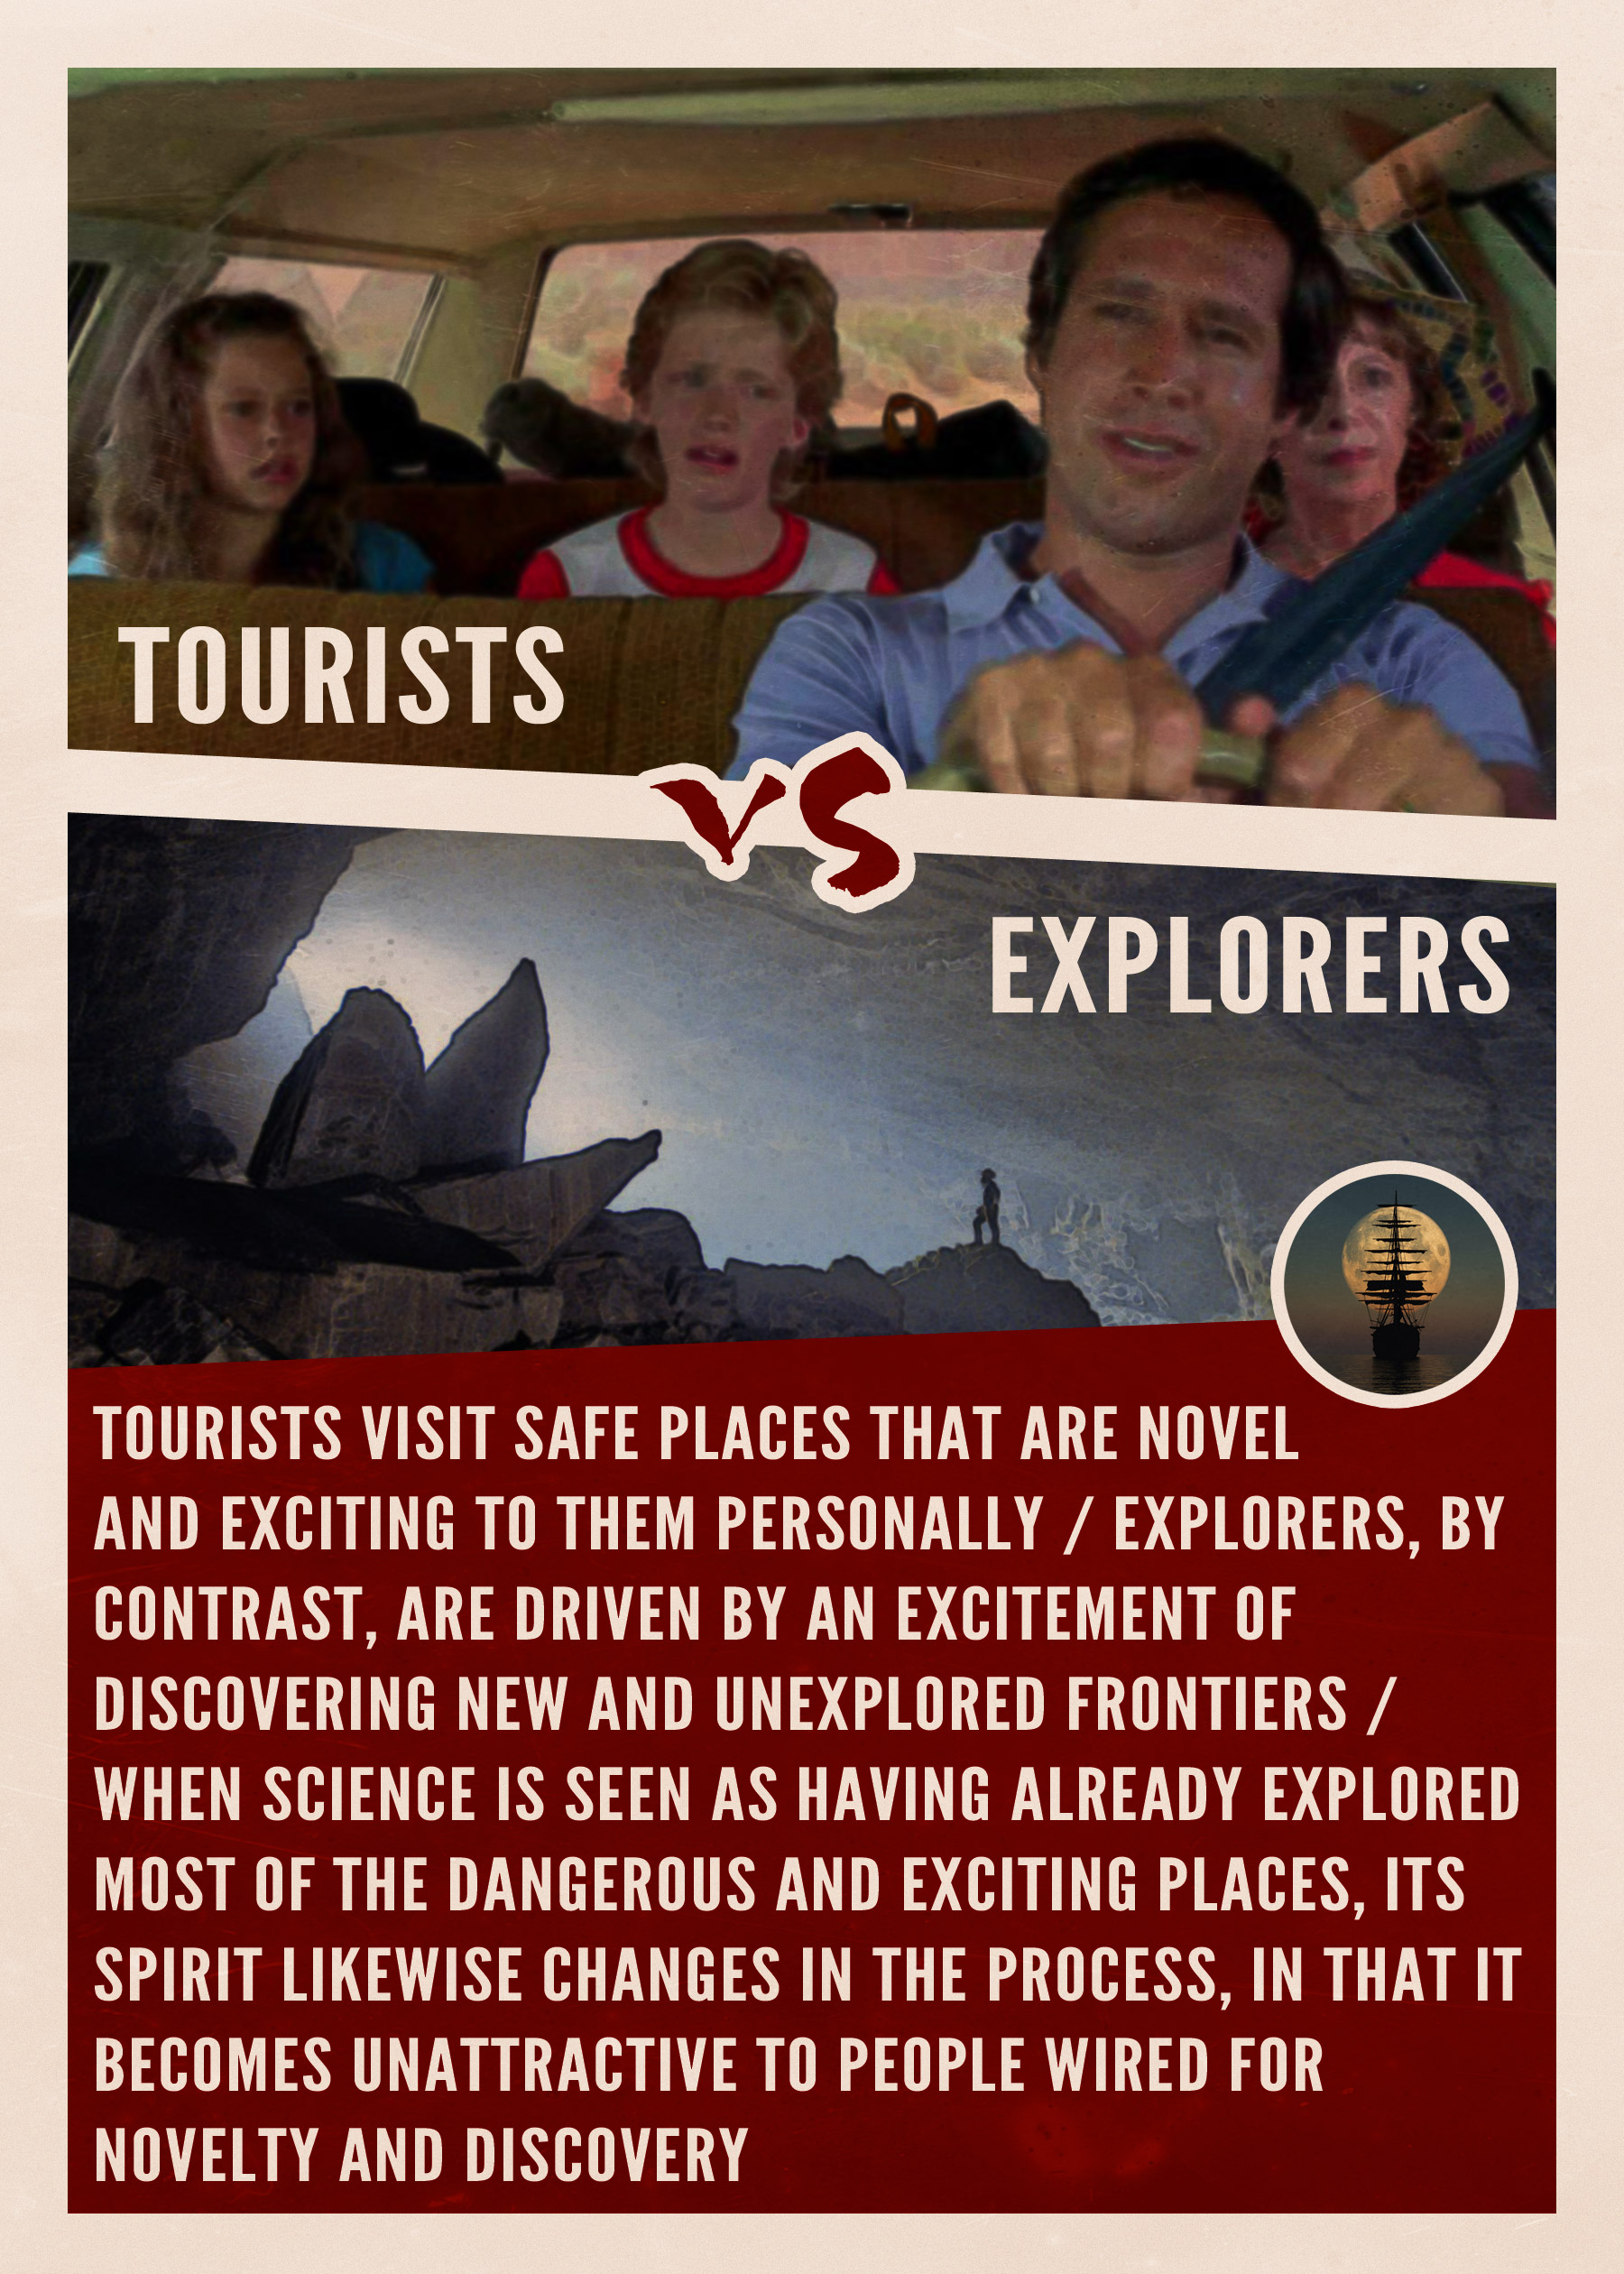 TOURISTS
VS
EXPLORERS
TOURISTS VISIT SAFE PLACES THAT ARE NOVEL
AND EXCITING TO THEM PERSONALLY / EXPLORERS, BY
CONTRAST, ARE DRIVEN BY AN EXCITEMENT OF
DISCOVERING NEW AND UNEXPLORED FRONTIERS /
WHEN SCIENCE IS SEEN AS HAVING ALREADY EXPLORED
MOST OF THE DANGEROUS AND EXCITING PLACES, ITS
SPIRIT LIKEWISE CHANGES IN THE PROCESS, IN THAT IT
BECOMES UNATTRACTIVE TO PEOPLE WIRED FOR
NOVELTY AND DISCOVERY